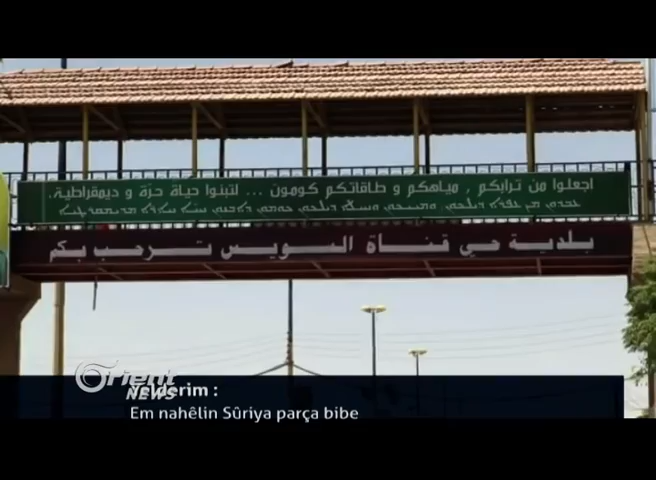 اجعلوا من ترابكم , مياهكم و طاقاتكم كومون ... لتبنوا حياة حرة و ديمقراطية.
بلدية حي قناة السويس ترحب بكم
Orient
NEWS
Yelderim :
Em nahêlin Sûriya parça bibe